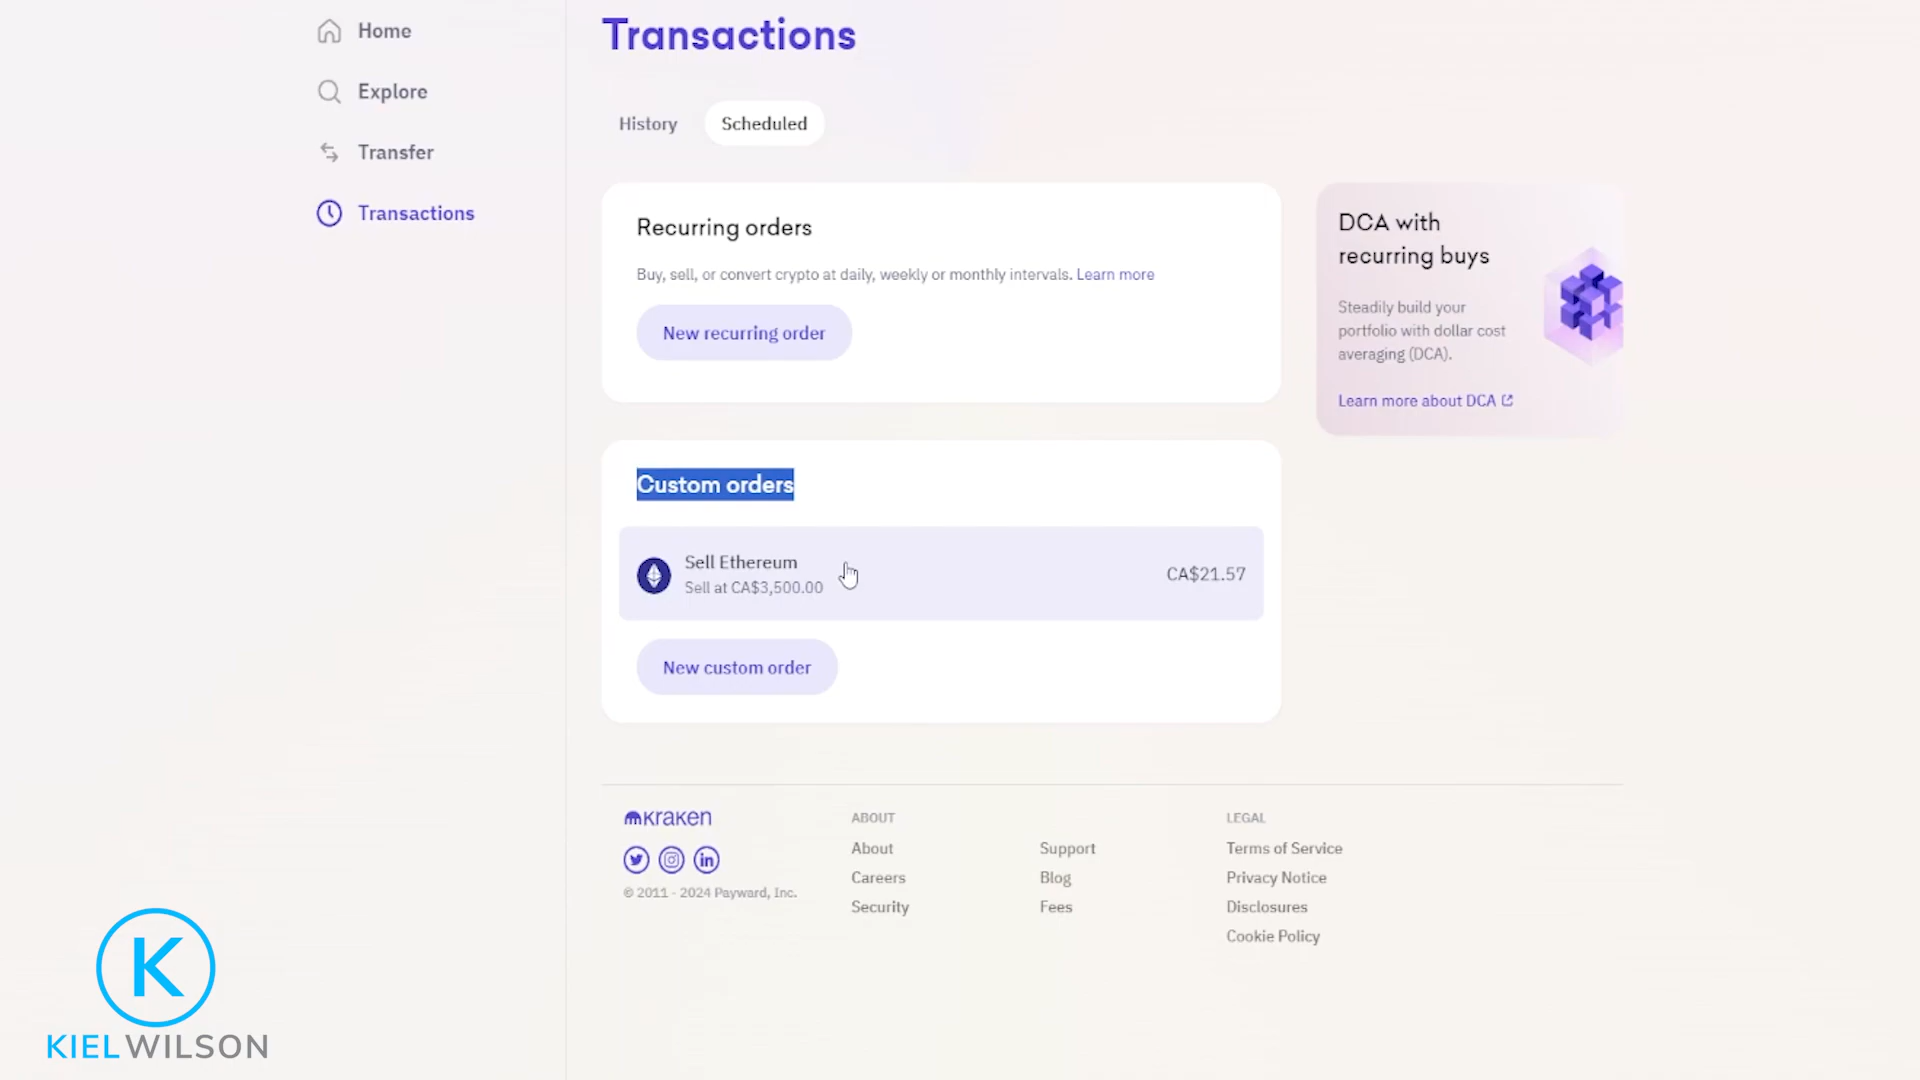 Home
Explore
Transfer
Transactions
Transactions
History
Scheduled
Recurring orders
Buy, sell, or convert crypto at daily, weekly or monthly intervals. Learn more
New recurring order
DCA with
recurring buys
Steadily build your
portfolio with dollar cost
averaging (DCA).
Learn more about DCA
Custom orders
Sell Ethereum
Sell at CA$3,500.00
CA$21.57
New custom order
kraken
© 2011 - 2024 Payward, Inc.
ABOUT
About
Careers
Security
Support
Blog
Fees
LEGAL
Terms of Service
Privacy Notice
Disclosures
Cookie Policy
K
KIELWILSON